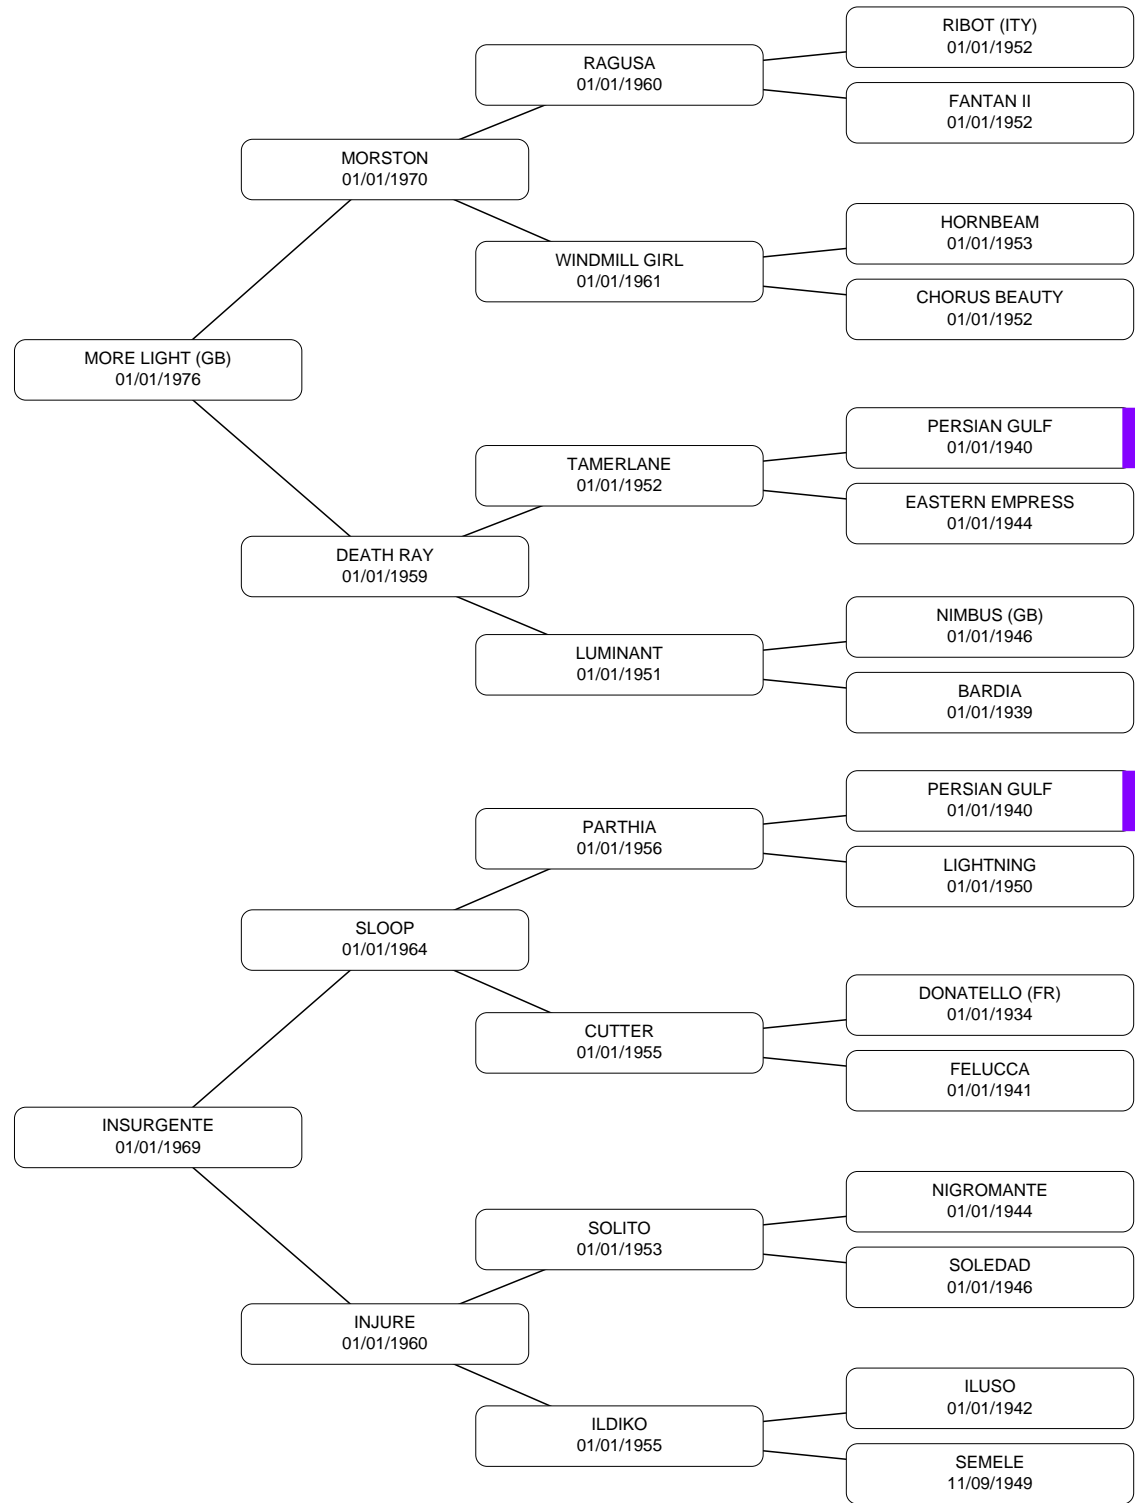 RIBOT (ITY)
01/01/1952
RAGUSA
01/01/1960
FANTAN II
01/01/1952
MORSTON
01/01/1970
HORNBEAM
01/01/1953
WINDMILL GIRL
01/01/1961
CHORUS BEAUTY
01/01/1952
MORE LIGHT (GB)
01/01/1976
PERSIAN GULF
01/01/1940
TAMERLANE
01/01/1952
EASTERN EMPRESS
01/01/1944
DEATH RAY
01/01/1959
NIMBUS (GB)
01/01/1946
LUMINANT
01/01/1951
BARDIA
01/01/1939
PERSIAN GULF
01/01/1940
PARTHIA
01/01/1956
LIGHTNING
01/01/1950
SLOOP
01/01/1964
DONATELLO (FR)
01/01/1934
CUTTER
01/01/1955
FELUCCA
01/01/1941
INSURGENTE
01/01/1969
NIGROMANTE
01/01/1944
SOLITO
01/01/1953
SOLEDAD
01/01/1946
INJURE
01/01/1960
ILUSO
01/01/1942
ILDIKO
01/01/1955
SEMELE
11/09/1949